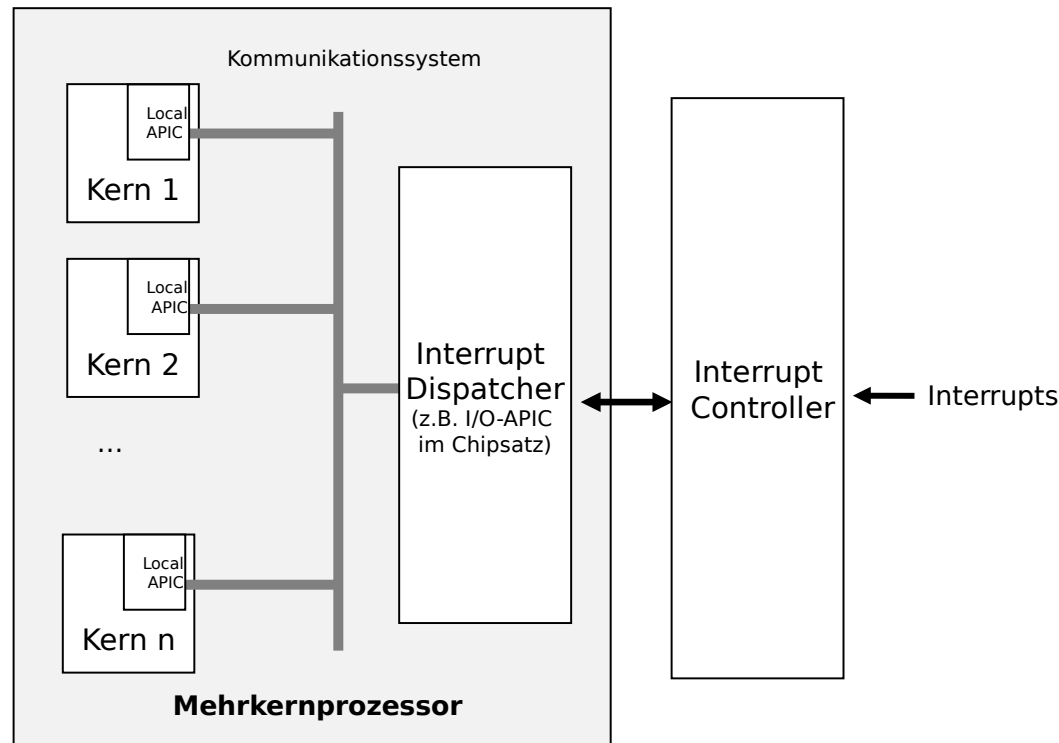 Kommunikationssystem
Local
APIC
Kern 1
Local
APIC
Kern 2
...
Local
APIC
Kern n
Interrupt
Dispatcher
(z.B. I/O-APIC
im Chipsatz)
Interrupt
Controller
Interrupts
Mehrkernprozessor